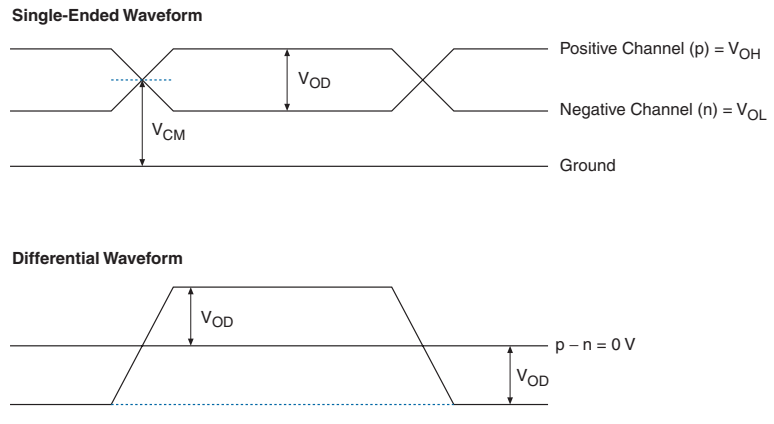 Single-Ended Waveform
Positive Channel (p) = VOH
VOD
Negative Channel (n) = VOL
VCM
Ground
Differential Waveform
VOD
p – n = 0 V
VOD